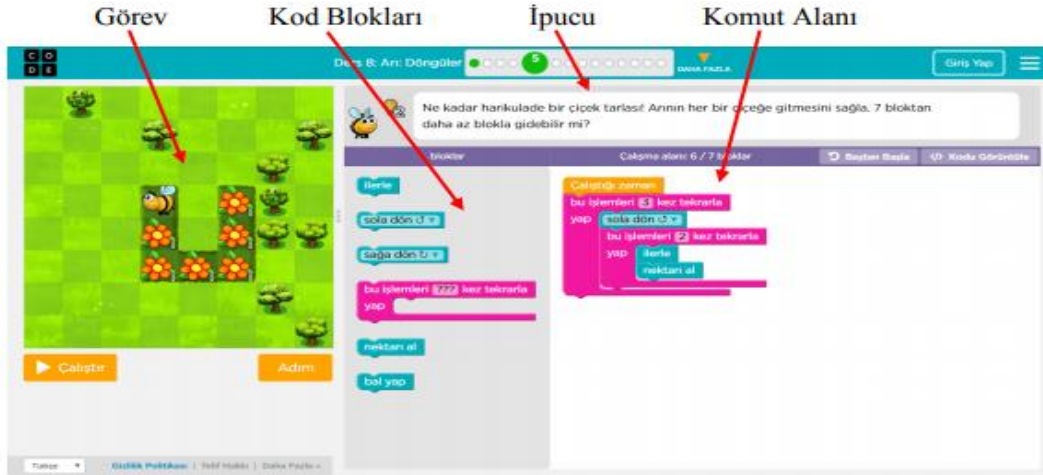 Görev
Kod Blokları
İpucu
Komut Alanı
C O
D E
Ders 8: Arı: Döngüler
5
DAHA FAZLA
Giriş Yap
Ne kadar harikulade bir çiçek tarlası! Arının her bir çiçeğe gitmesini sağla. 7 bloktan
daha az blokla gidebilir mi?
bloklar
Çalışma alanı: 6 / 7 bloklar
Baştan Başla
Kodu Görüntüle
ilerle
sola dön
sağa dön
bu işlemleri ??? kez tekrarla
yap
nektarı al
bal yap
Çalıştığı zaman
bu işlemleri 3 kez tekrarla
yap sola dön
bu işlemleri 2 kez tekrarla
yap ilerle
nektarı al
Çalıştır
Adım
Türkçe
Gizlilik Politikası | Telif Hakkı | Daha Fazla